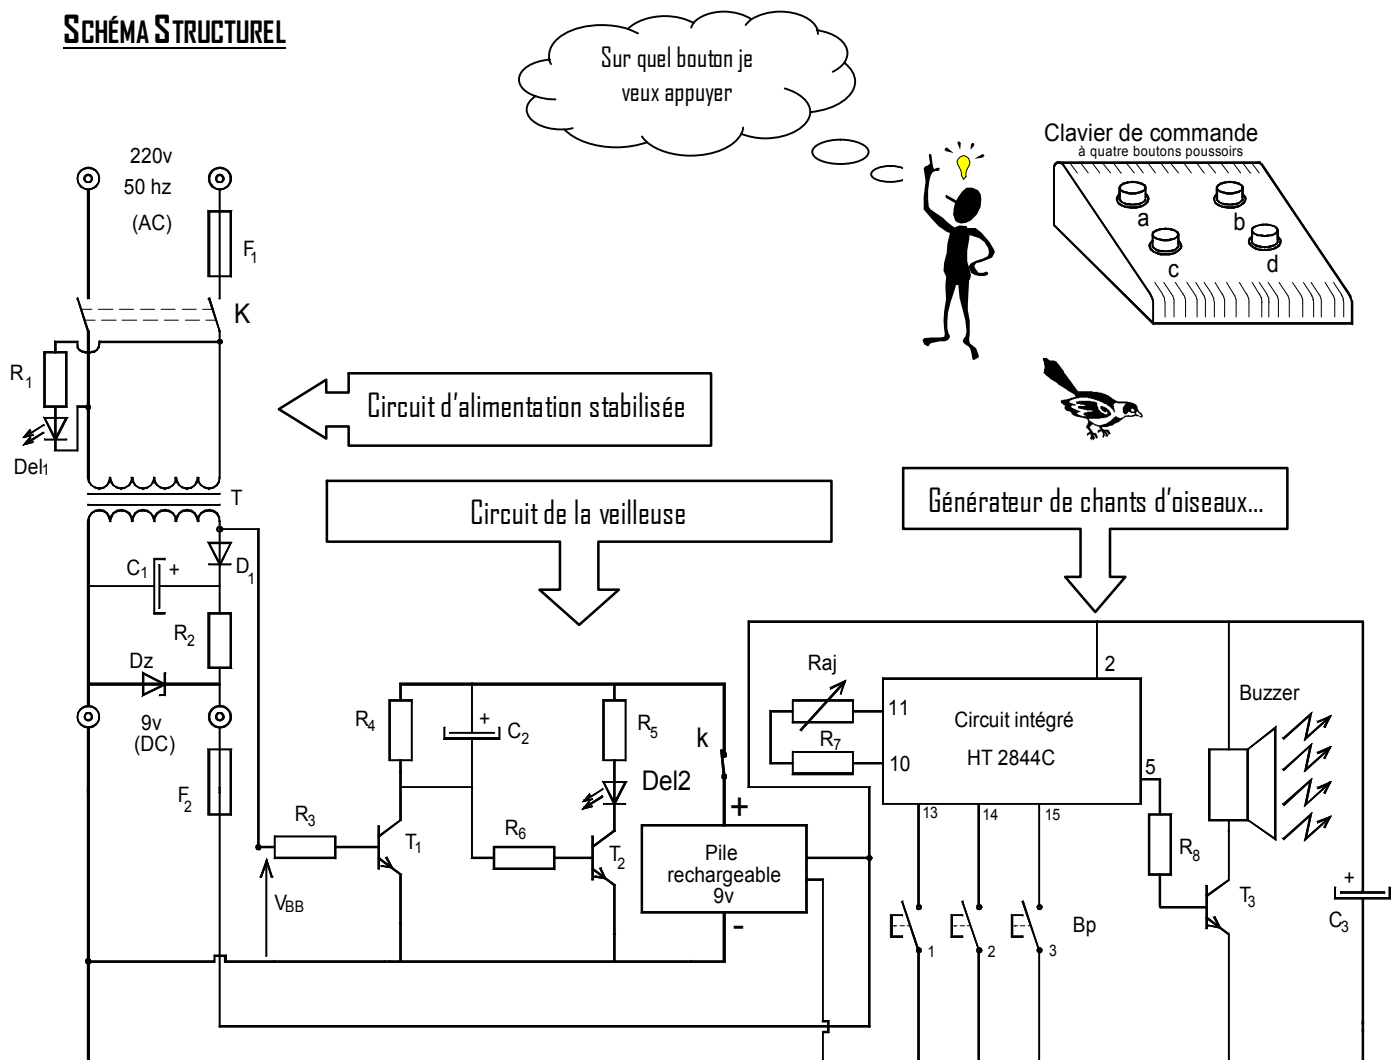 SCHÉMA STRUCTUREL
Sur quel bouton je
veux appuyer
Clavier de commande
à quatre boutons poussoirs
a
b
c
d
220v
50 hz
(AC)
F1
K
R1
Del1
T
Circuit d'alimentation stabilisée
Circuit de la veilleuse
Générateur de chants d'oiseaux...
C1
+
D1
R2
Dz
9v
(DC)
F2
R3
VBB
R4
+
C2
R5
k
Del2
+
T1
R6
T2
Pile
rechargeable
9v
-
Raj
R7
11
10
2
Circuit intégré
HT 2844C
5
13
14
15
Buzzer
R8
T3
+
C3
1
2
3
Bp